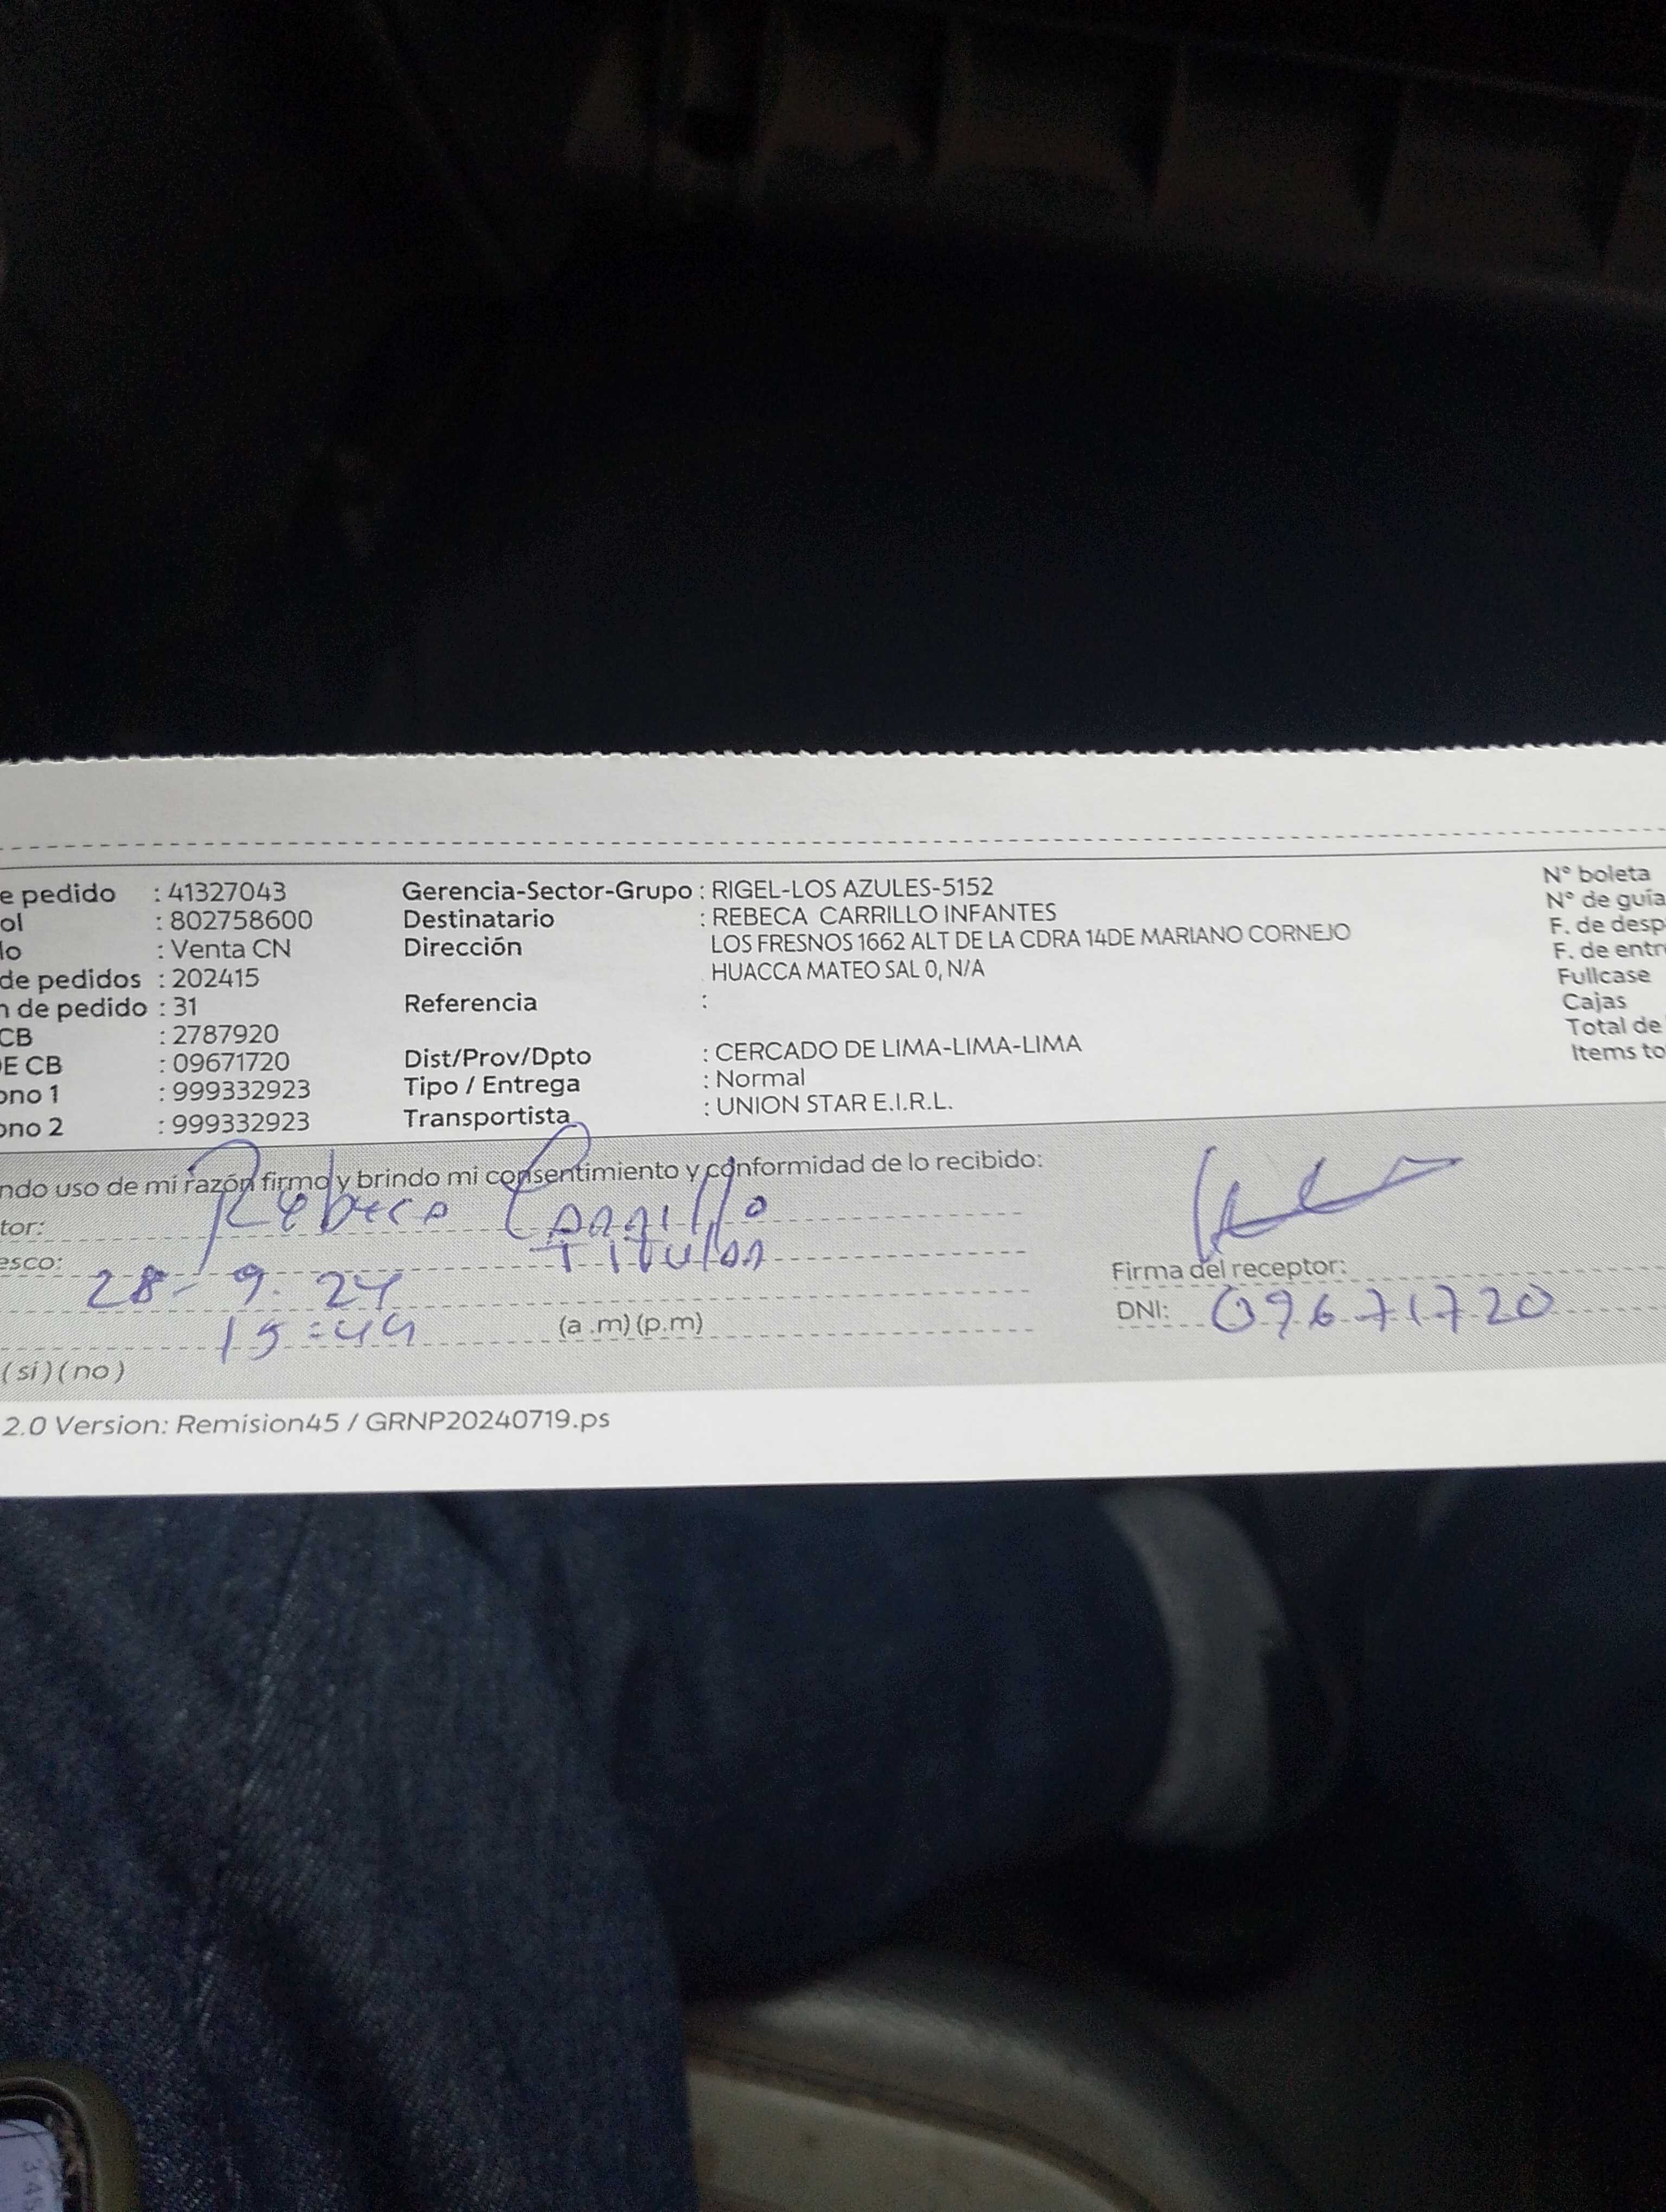 e pedido : 41327043 Gerencia-Sector-Grupo : RIGEL-LOS AZULES-5152 N° boleta
ol : 802758600 Destinatario : REBECA CARRILLO INFANTES N° de guía
lo : Venta CN Dirección LOS FRESNOS 1662 ALT DE LA CDRA 14DE MARIANO CORNEJO F. de desp
de pedidos : 202415 HUACCA MATEO SAL 0, N/A F. de entr
n de pedido : 31 Referencia : Fullcase
CB : 2787920 Cajas
DE CB : 09671720 Dist/Prov/Dpto : CERCADO DE LIMA-LIMA-LIMA Total de
ono 1 : 999332923 Tipo / Entrega : Normal Items to
ono 2 : 999332923 Transportista : UNION STAR E.I.R.L.
ndo uso de mi razón firmo y brindo mi consentimiento y conformidad de lo recibido:
tor: Rebeca Carrillo
esco: Titular
28-9-24 Firma del receptor:
15:44 (a .m) (p.m) DNI: 09671720
(si) (no)
2.0 Version: Remision45 / GRNP20240719.ps